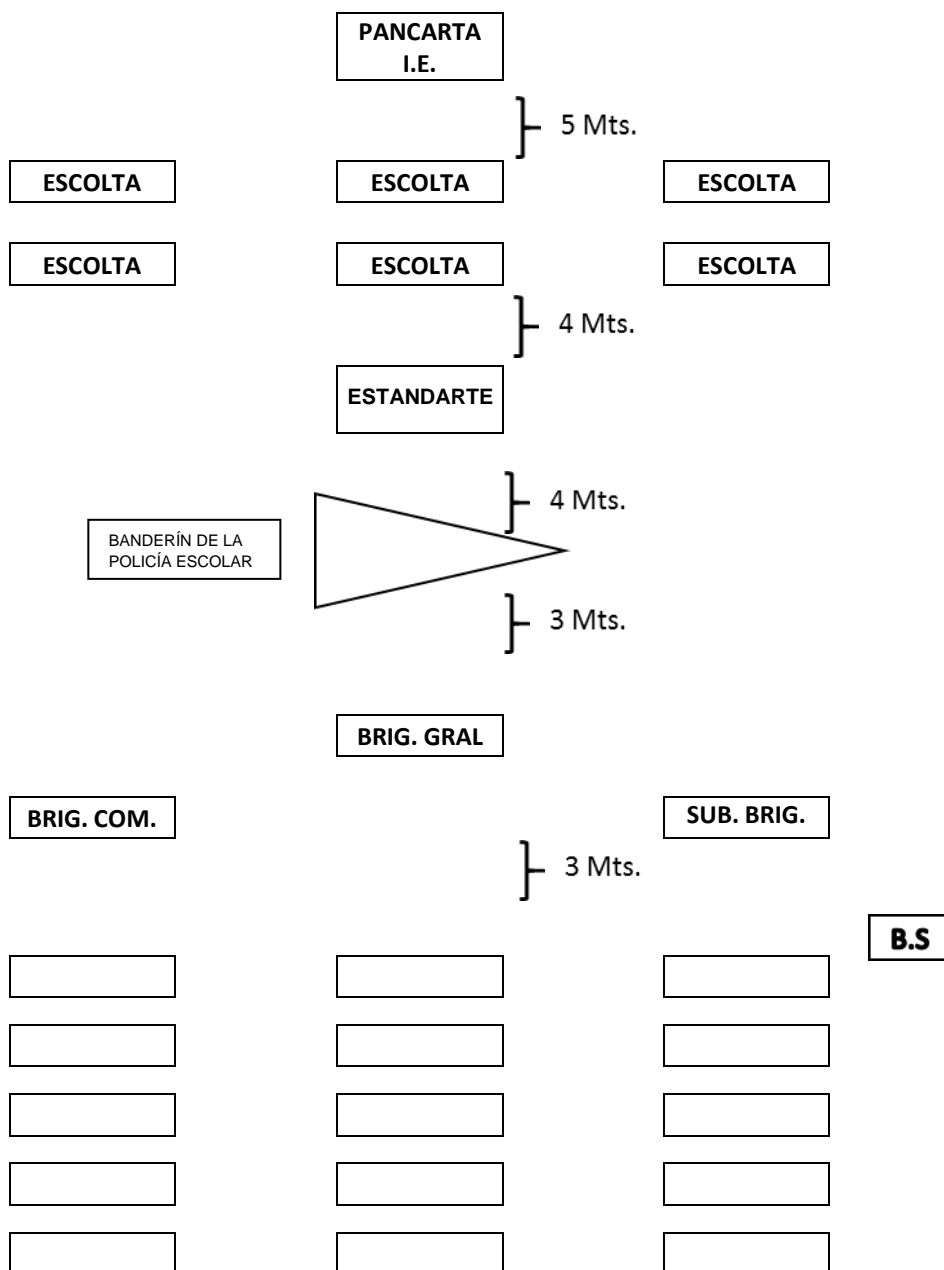 PANCARTA
I.E.
5 Mts.
ESCOLTA
ESCOLTA
ESCOLTA
ESCOLTA
ESCOLTA
ESCOLTA
4 Mts.
ESTANDARTE
4 Mts.
BANDERÍN DE LA
POLICÍA ESCOLAR
3 Mts.
BRIG. GRAL
BRIG. COM.
SUB. BRIG.
3 Mts.
B.S